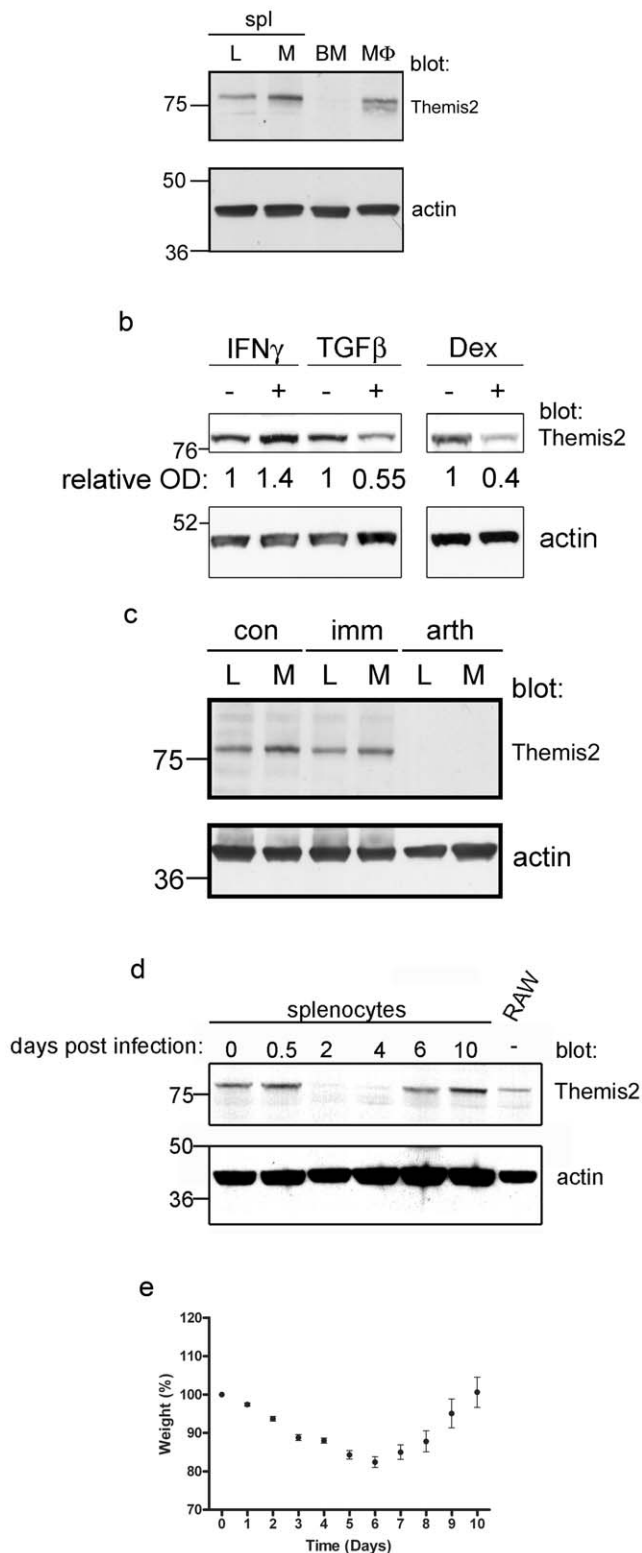 spl
L M BM MΦ
blot:
75
Themis2
50
actin
36
b
IFNγ TGFβ Dex
- + - + - +
blot:
Themis2
76
relative OD: 1 1.4 1 0.55 1 0.4
52
actin
c
con imm arth
L M L M L M
blot:
75
Themis2
actin
36
d
splenocytes RAW
days post infection: 0 0.5 2 4 6 10 - blot:
75
Themis2
50
actin
36
e
120
110
100
90
80
70
Weight (%)
0 1 2 3 4 5 6 7 8 9 10
Time (Days)